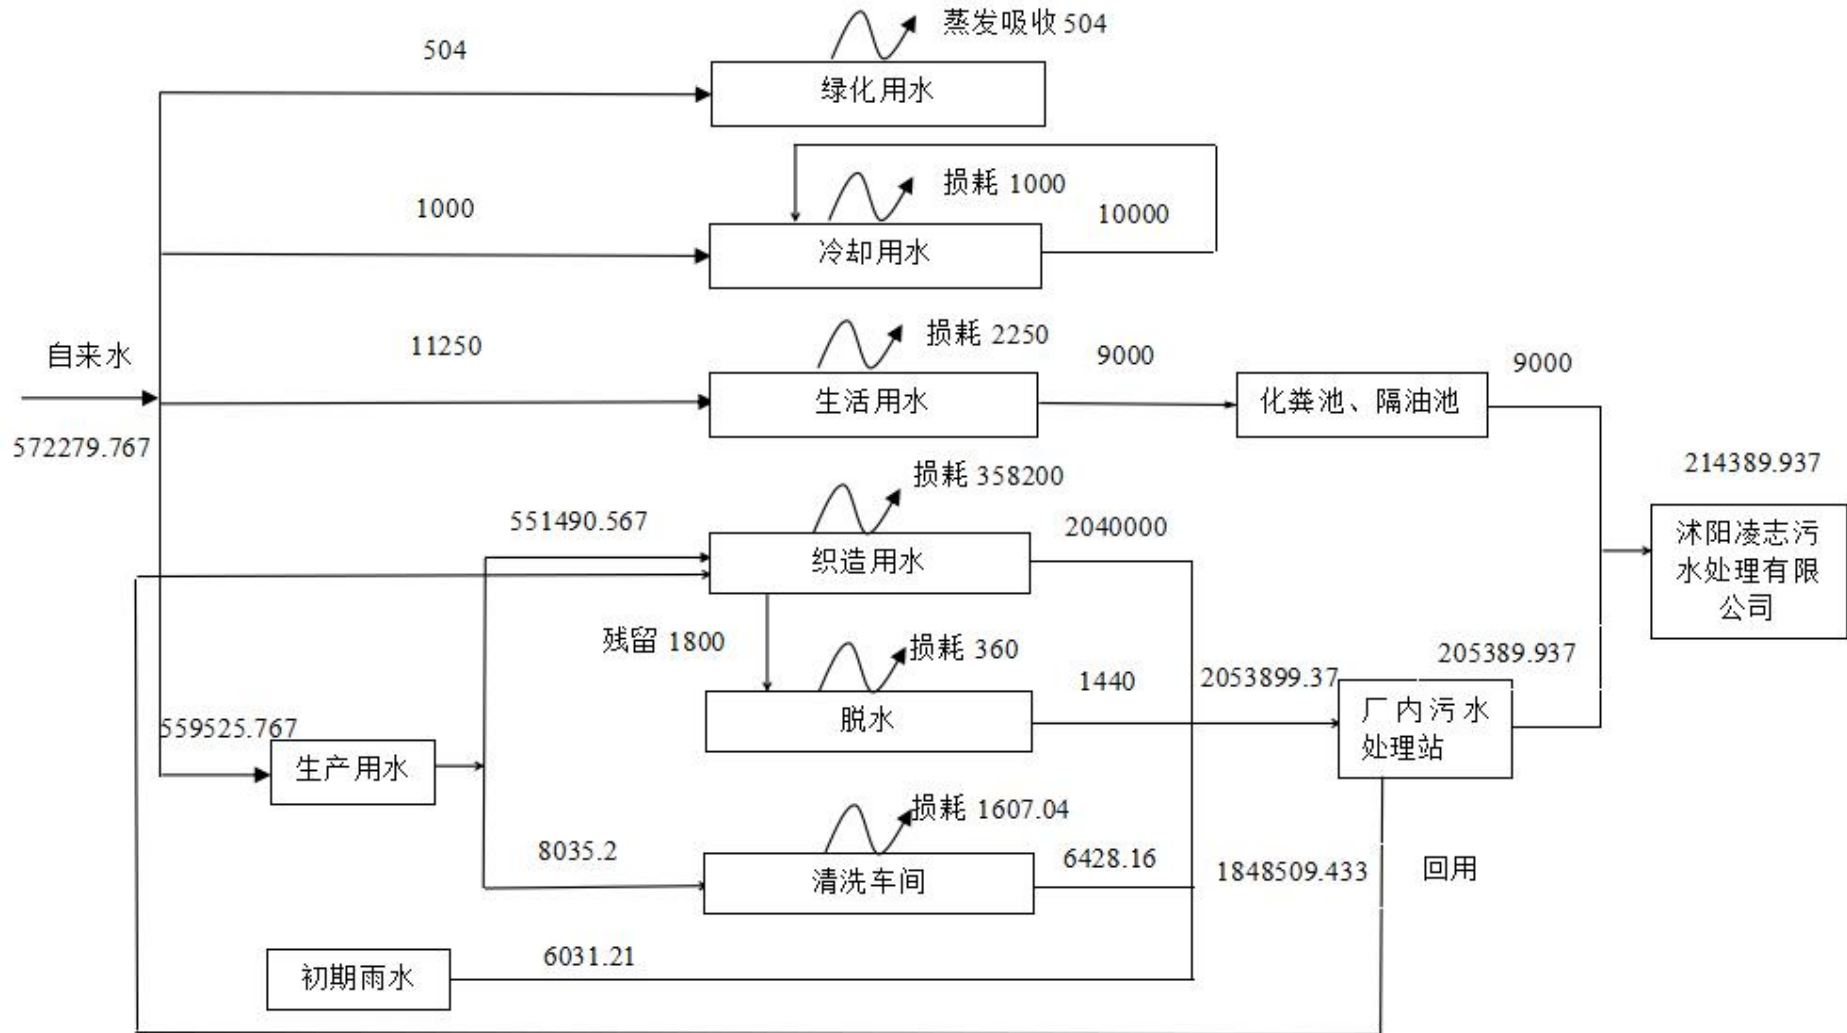 蒸发吸收 504
504
绿化用水
损耗 1000
1000
10000
冷却用水
自来水
11250
损耗 2250
9000
9000
生活用水
化粪池、隔油池
572279.767
损耗 358200
214389.937
551490.567
2040000
织造用水
沭阳凌志污
水处理有限
公司
残留 1800
损耗 360
1440
2053899.37
205389.937
脱水
厂内污水
处理站
559525.767
生产用水
损耗 1607.04
8035.2
6428.16
1848509.433
回用
清洗车间
6031.21
初期雨水